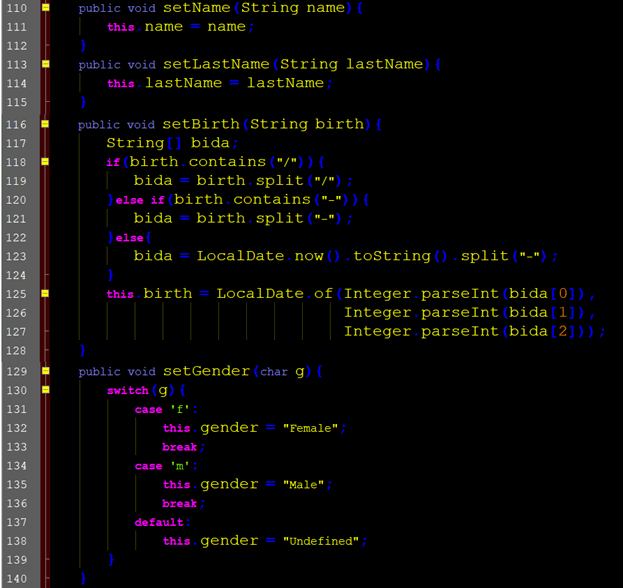 110 public void setName(String name){
111 this.name = name;
112 }
113 public void setLastName(String lastName){
114 this.lastName = lastName;
115 }
116 public void setBirth(String birth){
117 String[] bida;
118 if(birth.contains("/")){
119 bida = birth.split("/");
120 }else if(birth.contains("-")){
121 bida = birth.split("-");
122 }else{
123 bida = LocalDate.now().toString().split("-");
124 }
125 this.birth = LocalDate.of(Integer.parseInt(bida[0]),
126 Integer.parseInt(bida[1]),
127 Integer.parseInt(bida[2]));
128 }
129 public void setGender(char g){
130 switch(g){
131 case 'f':
132 this.gender = "Female";
133 break;
134 case 'm':
135 this.gender = "Male";
136 break;
137 default:
138 this.gender = "Undefined";
139 }
140 }